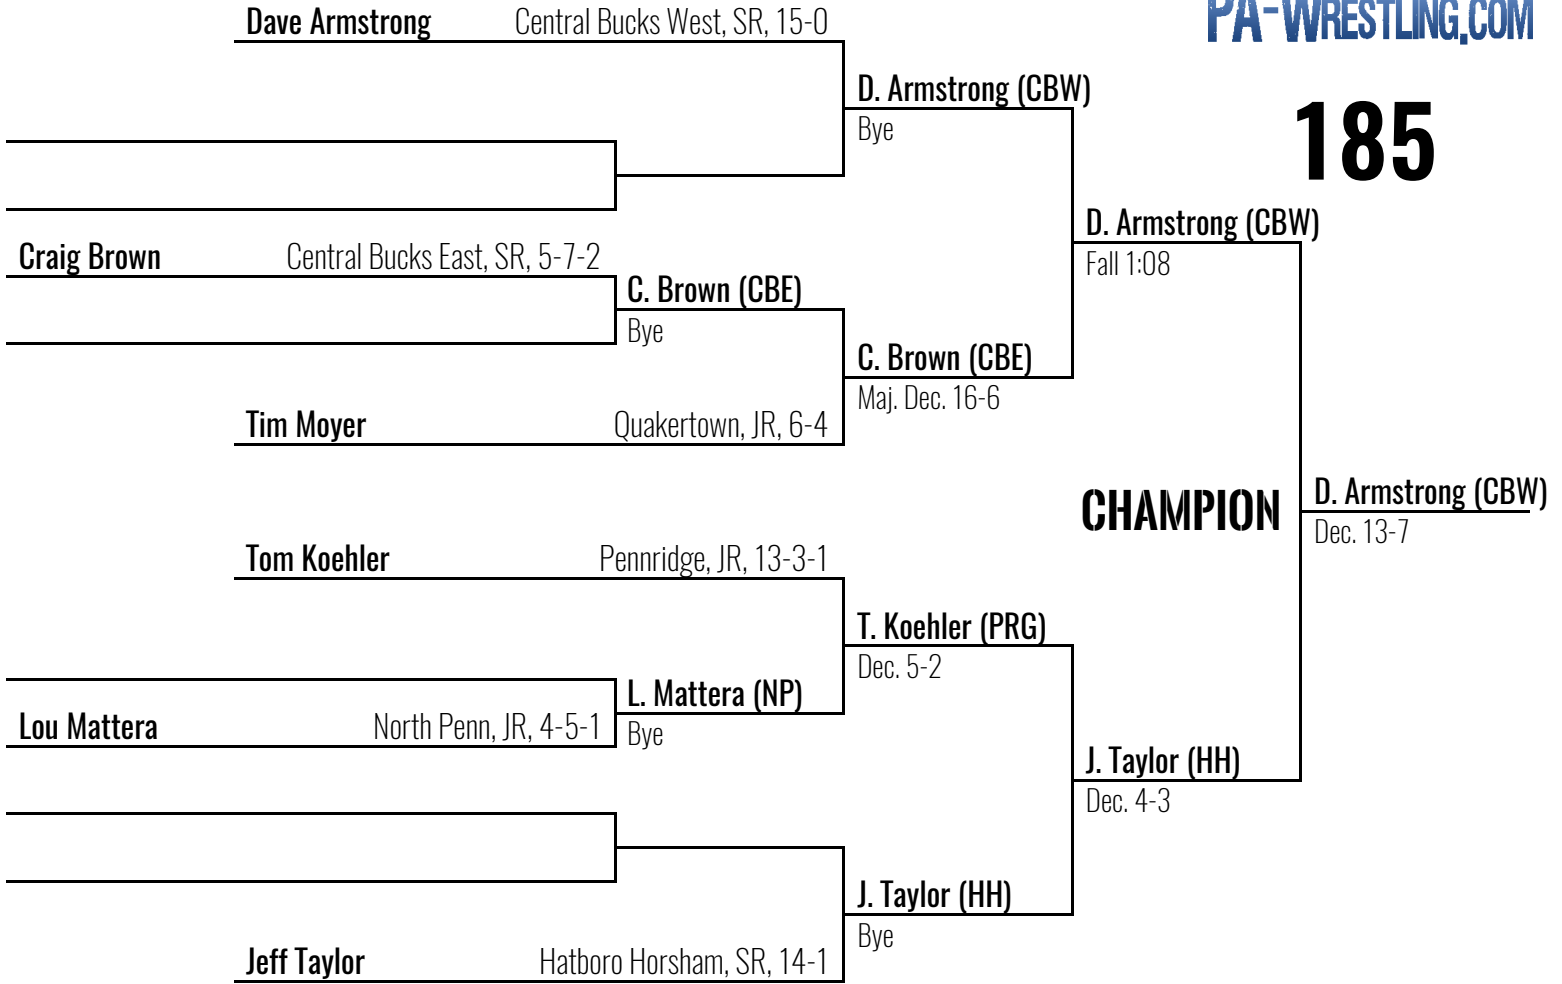 PA-WRESTLING.COM
185
Dave Armstrong Central Bucks West, SR, 15-0
D. Armstrong (CBW)
Bye
D. Armstrong (CBW)
Fall 1:08
Craig Brown Central Bucks East, SR, 5-7-2
C. Brown (CBE)
Bye
C. Brown (CBE)
Maj. Dec. 16-6
Tim Moyer Quakertown, JR, 6-4
CHAMPION
D. Armstrong (CBW)
Dec. 13-7
Tom Koehler Pennridge, JR, 13-3-1
T. Koehler (PRG)
Dec. 5-2
L. Mattera (NP)
Bye
Lou Mattera North Penn, JR, 4-5-1
J. Taylor (HH)
Dec. 4-3
J. Taylor (HH)
Bye
Jeff Taylor Hatboro Horsham, SR, 14-1